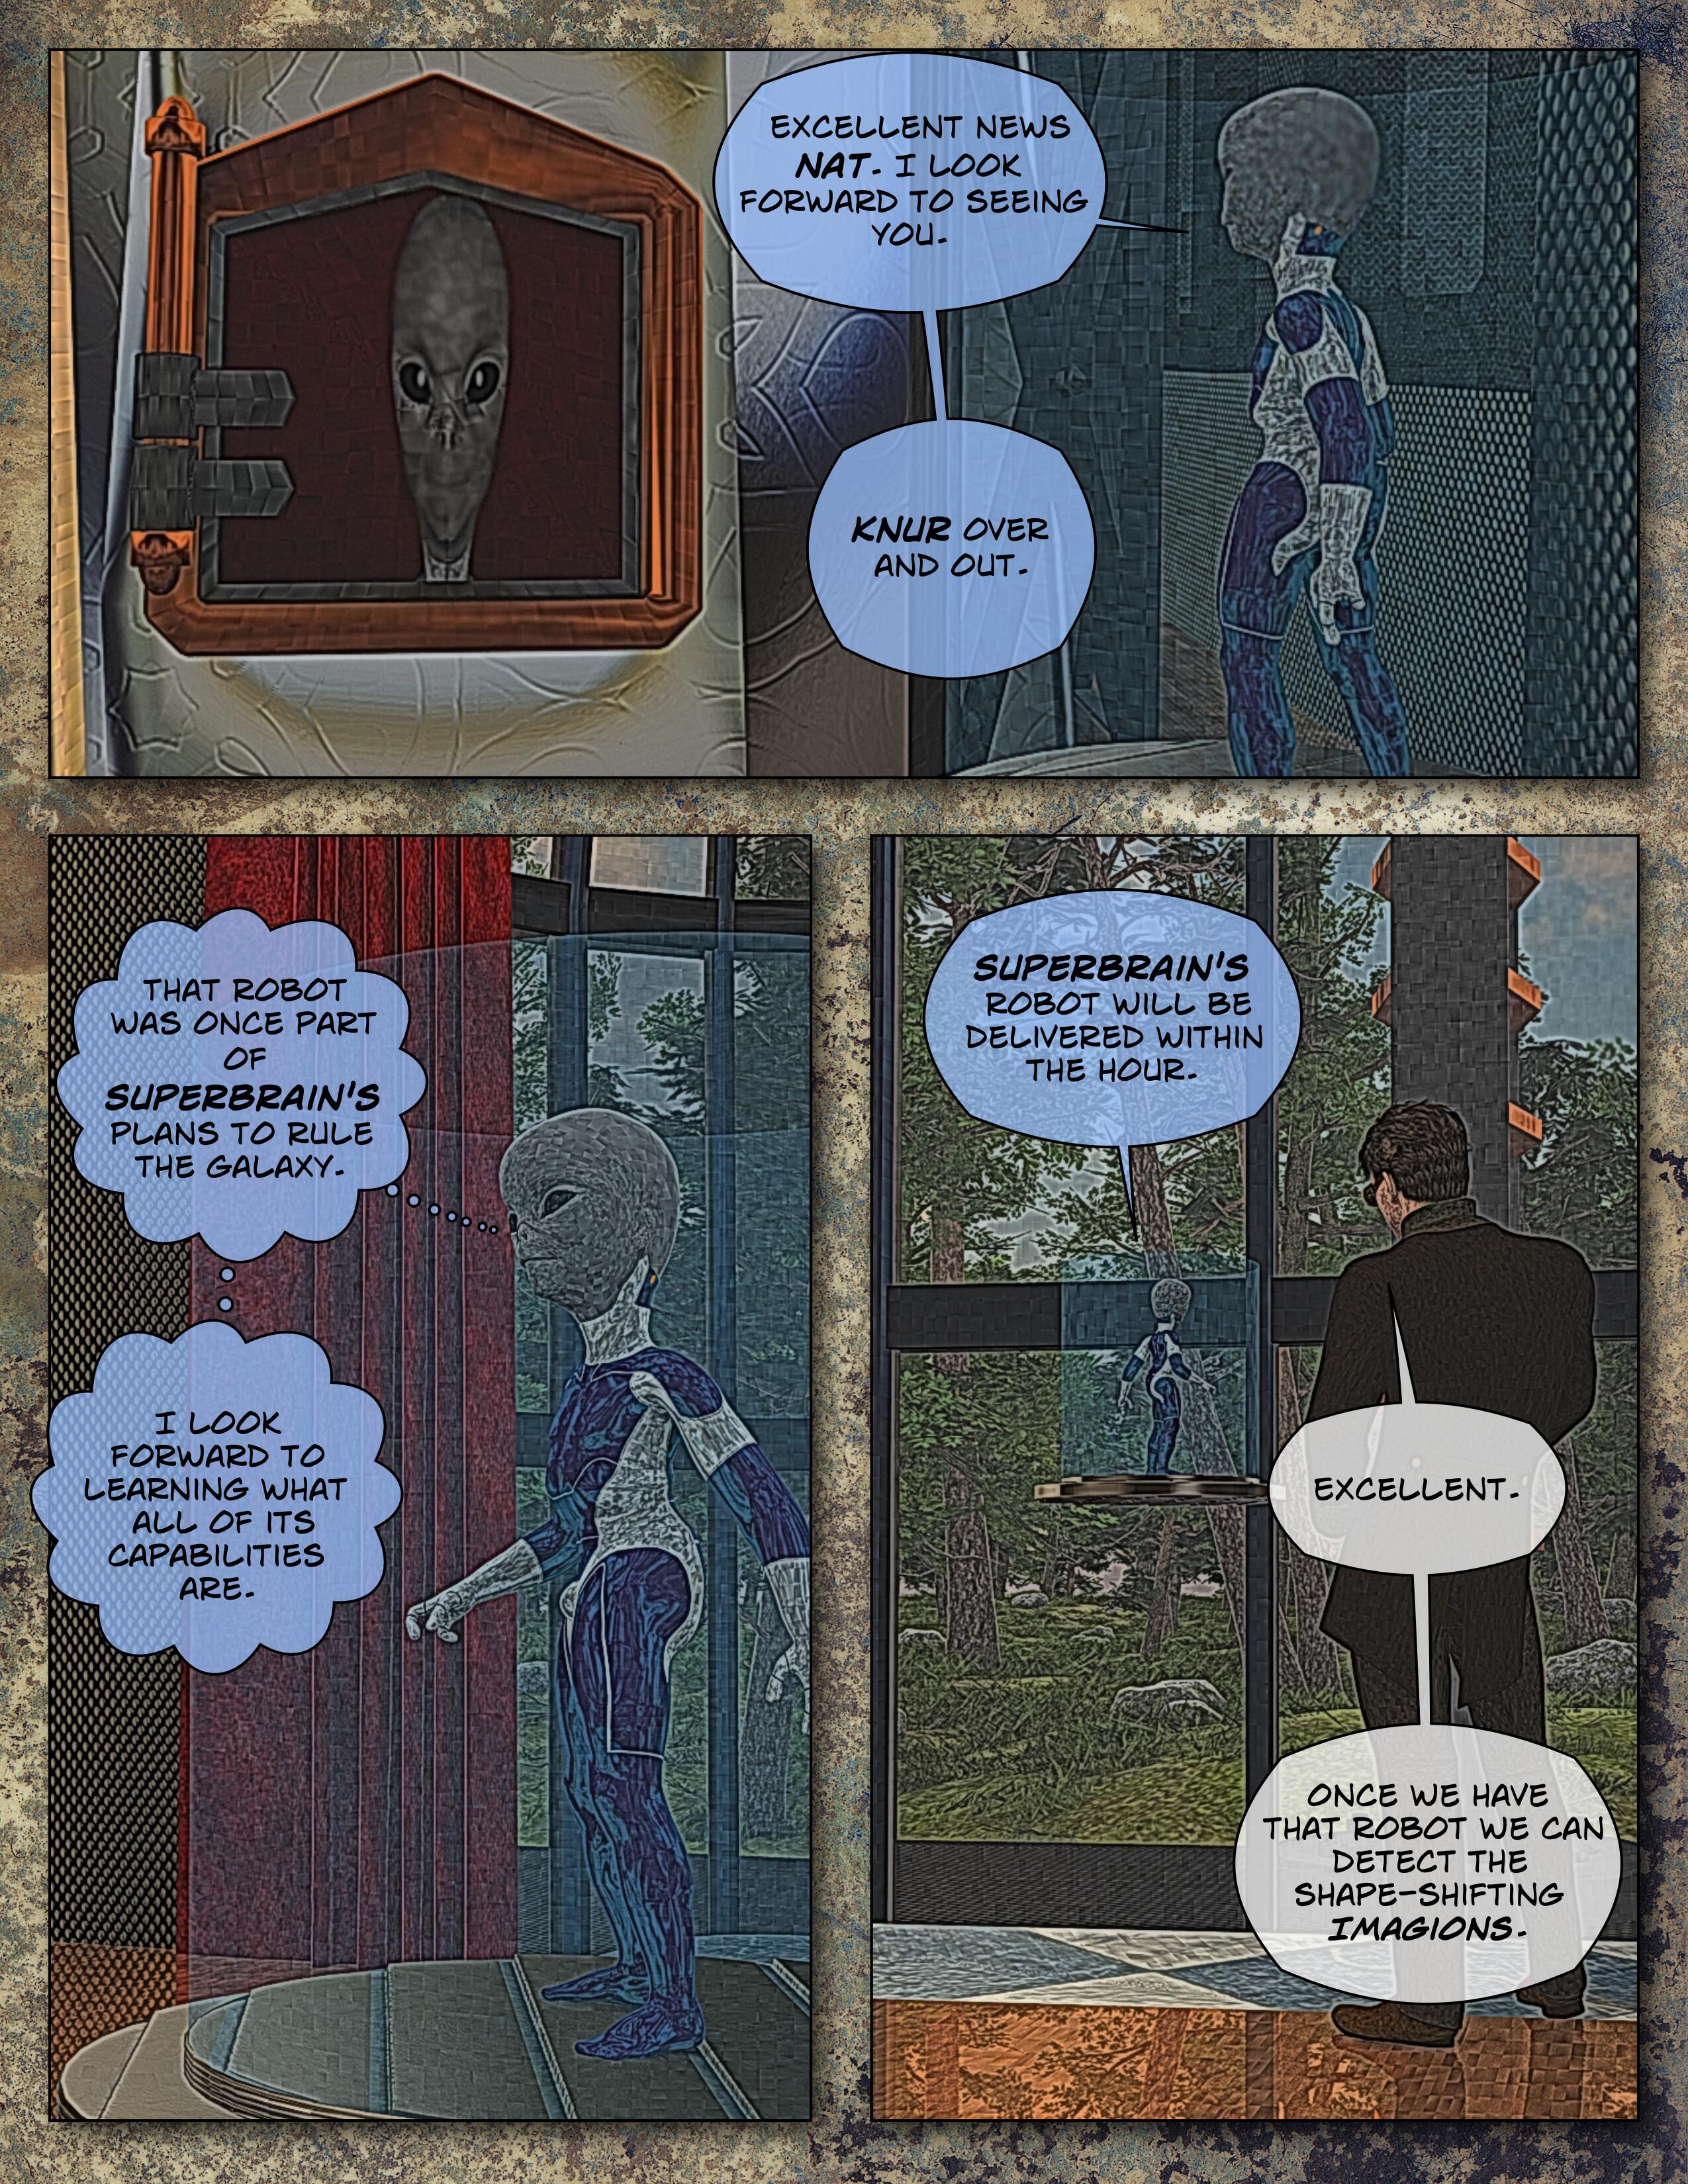 EXCELLENT NEWS
NAT. I LOOK
FORWARD TO SEEING
YOU.
KNUR OVER
AND OUT.
THAT ROBOT
WAS ONCE PART
OF
SUPERBRAIN'S
PLANS TO RULE
THE GALAXY.
I LOOK
FORWARD TO
LEARNING WHAT
ALL OF ITS
CAPABILITIES
ARE.
SUPERBRAIN'S
ROBOT WILL BE
DELIVERED WITHIN
THE HOUR.
EXCELLENT.
ONCE WE HAVE
THAT ROBOT WE CAN
DETECT THE
SHAPE-SHIFTING
IMAGIONS.